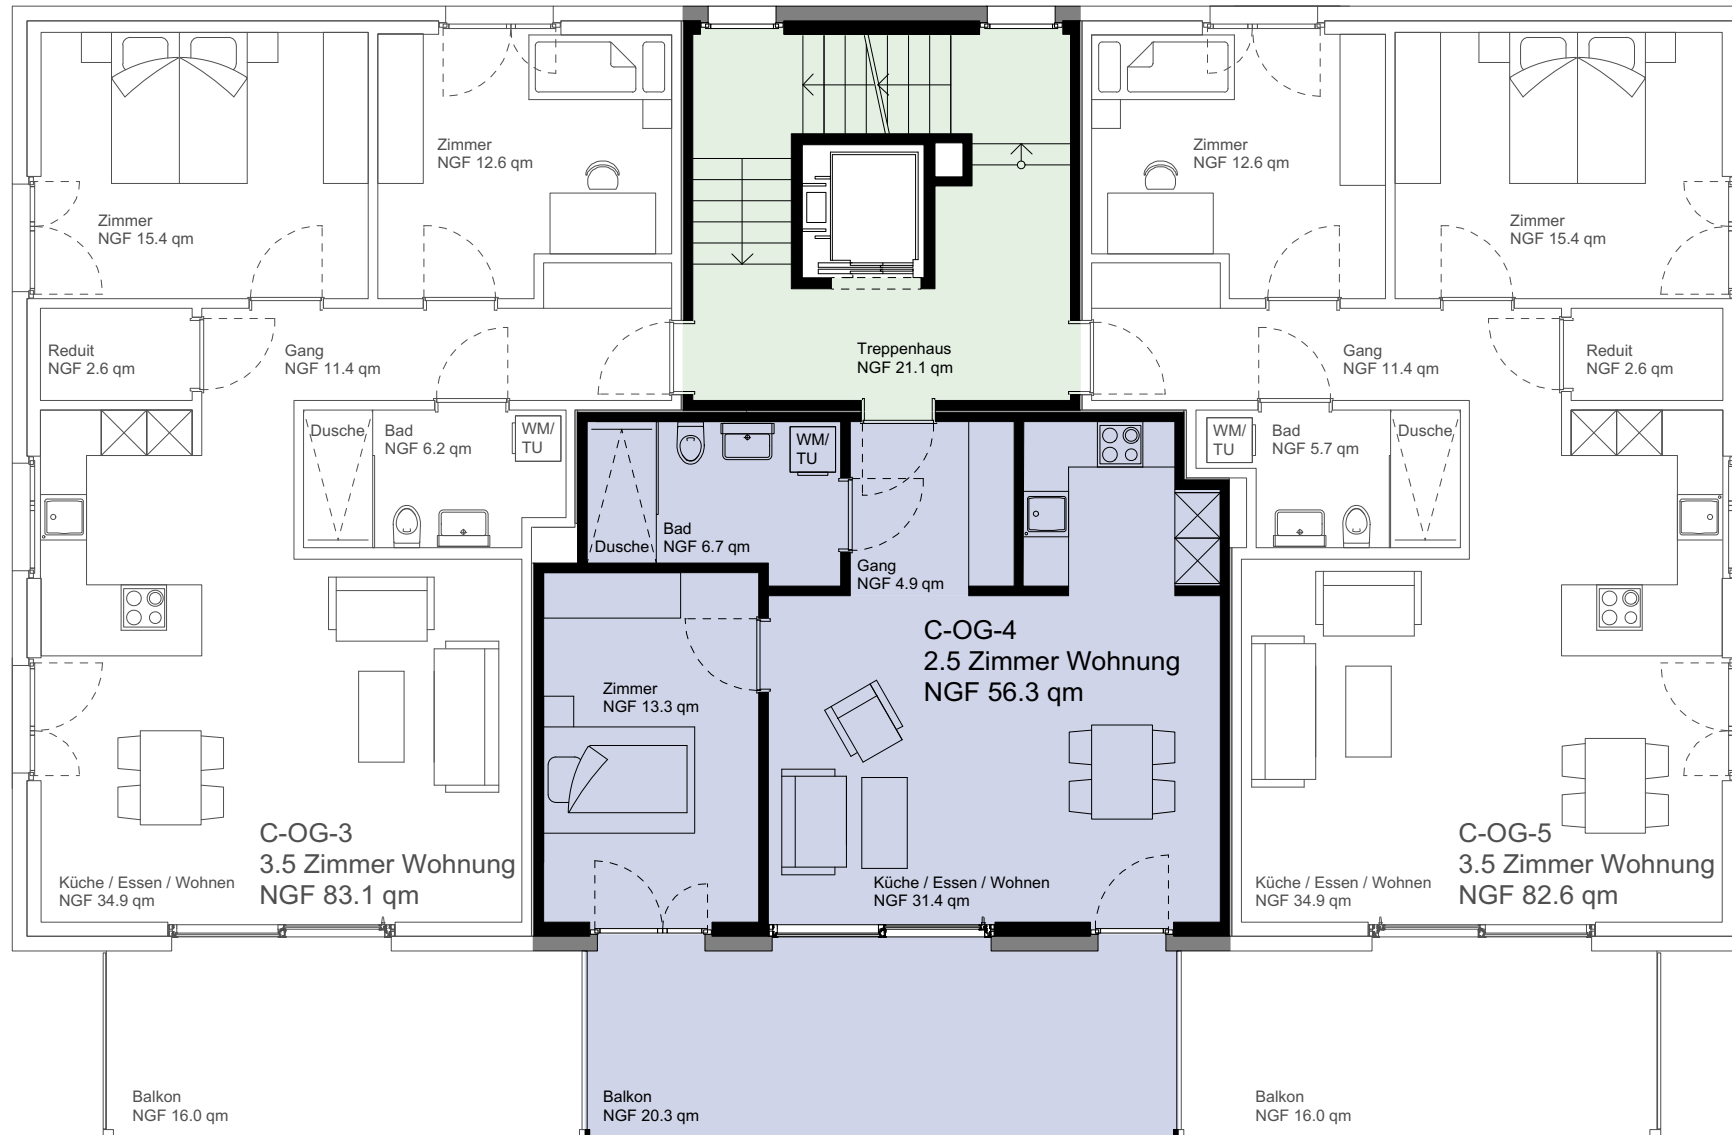 Zimmer
NGF 12.6 qm
Zimmer
NGF 12.6 qm
Zimmer
NGF 15.4 qm
Zimmer
NGF 15.4 qm
Reduit
NGF 2.6 qm
Gang
NGF 11.4 qm
Treppenhaus
NGF 21.1 qm
Gang
NGF 11.4 qm
Reduit
NGF 2.6 qm
Dusche
Bad
NGF 6.2 qm
WM/
TU
WM/
TU
WM/
TU
Bad
NGF 5.7 qm
Dusche
Dusche
Bad
NGF 6.7 qm
Gang
NGF 4.9 qm
C-OG-4
2.5 Zimmer Wohnung
NGF 56.3 qm
Zimmer
NGF 13.3 qm
C-OG-3
3.5 Zimmer Wohnung
NGF 83.1 qm
C-OG-5
3.5 Zimmer Wohnung
NGF 82.6 qm
Küche / Essen / Wohnen
NGF 34.9 qm
Küche / Essen / Wohnen
NGF 31.4 qm
Küche / Essen / Wohnen
NGF 34.9 qm
Balkon
NGF 16.0 qm
Balkon
NGF 20.3 qm
Balkon
NGF 16.0 qm